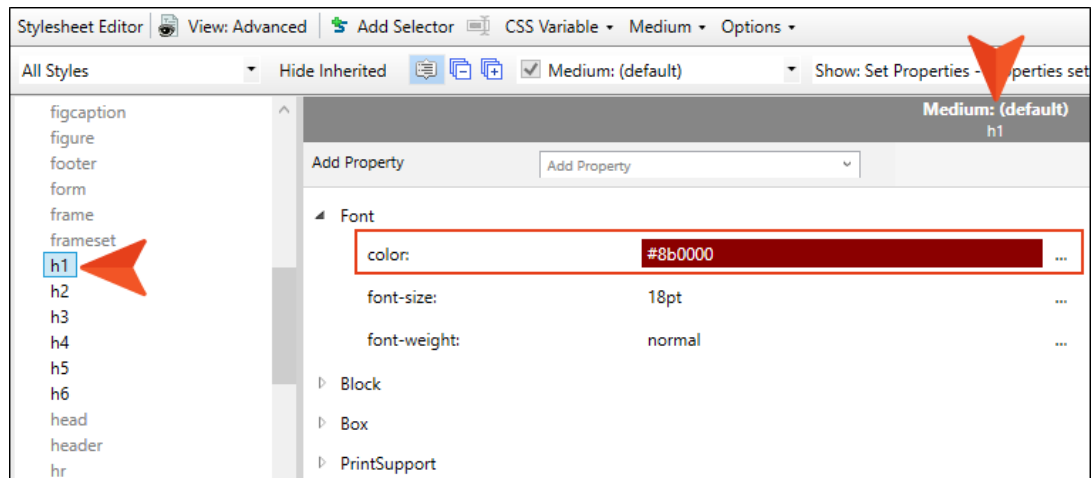 Stylesheet Editor View: Advanced Add Selector CSS Variable Medium Options
All Styles Hide Inherited Medium: (default) Show: Set Properties - properties set
Medium: (default)
h1
figcaption
figure
footer
form
frame
frameset
h1
h2
h3
h4
h5
h6
head
header
hr
Add Property Add Property
Font
color: #8b0000 ...
font-size: 18pt ...
font-weight: normal ...
Block
Box
PrintSupport